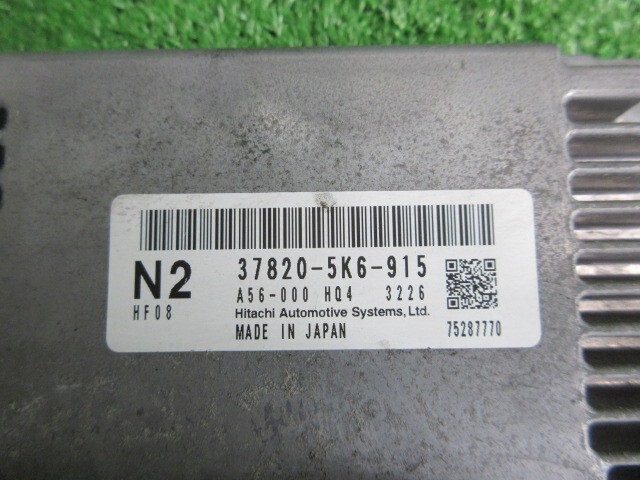 N2
HF08
37820-5K6-915
A56-000 HQ4 3226
Hitachi Automotive Systems, Ltd.
MADE IN JAPAN
75287770